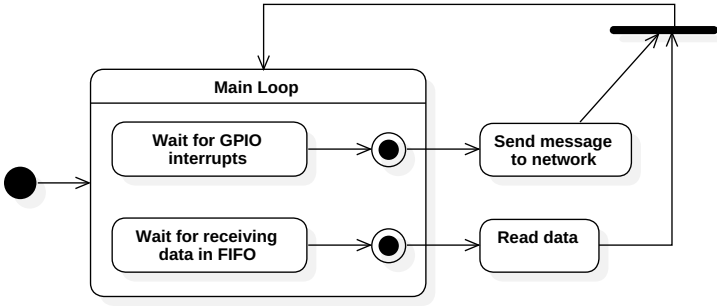 Main Loop
Wait for GPIO
interrupts
Send message
to network
Wait for receiving
data in FIFO
Read data